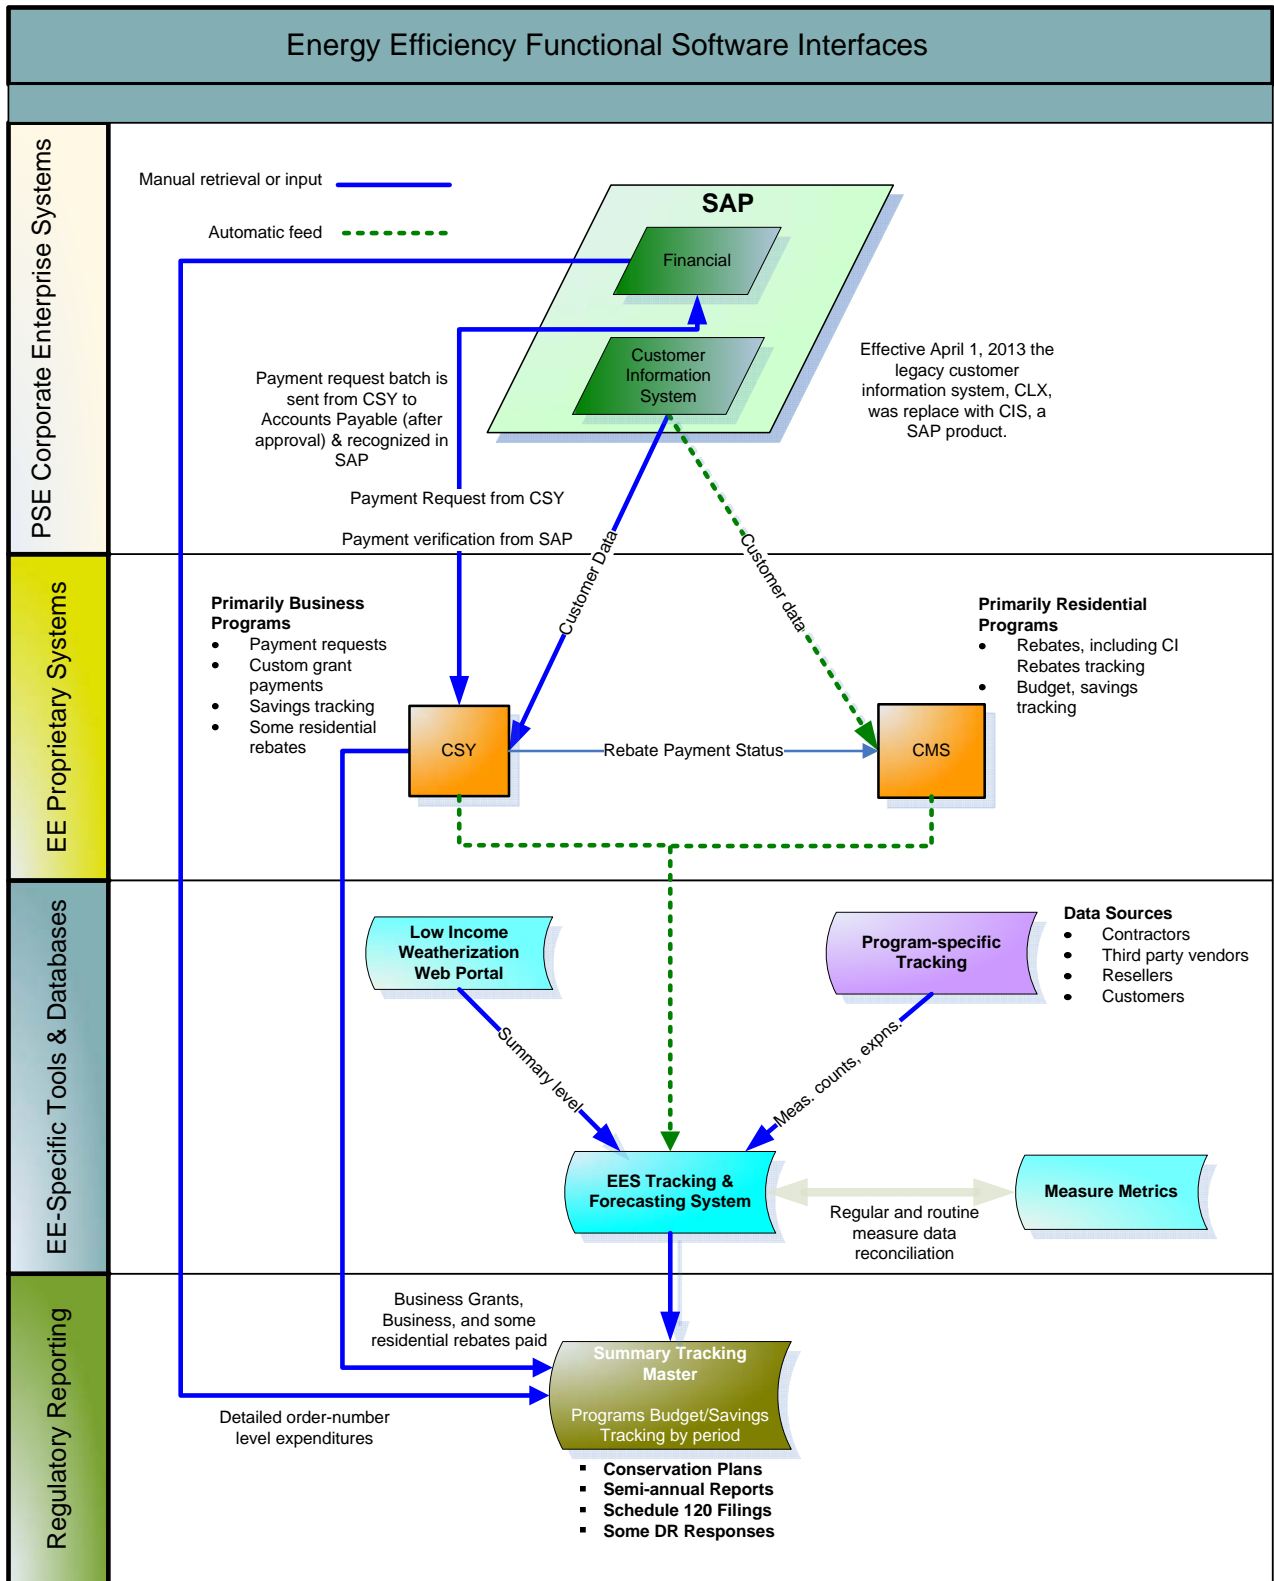 Energy Efficiency Functional Software Interfaces
PSE Corporate Enterprise Systems
Manual retrieval or input
Automatic feed
SAP
Financial
Customer
Information
System
Effective April 1, 2013 the
legacy customer
information system, CLX,
was replace with CIS, a
SAP product.
Payment request batch is
sent from CSY to
Accounts Payable (after
approval) & recognized in
SAP
Payment Request from CSY
Payment verification from SAP
Customer Data
Customer data
EE Proprietary Systems
Primarily Business
Programs
• Payment requests
• Custom grant
payments
• Savings tracking
• Some residential
rebates
Primarily Residential
Programs
• Rebates, including CI
Rebates tracking
• Budget, savings
tracking
CSY
Rebate Payment Status
CMS
EE-Specific Tools & Databases
Low Income
Weatherization
Web Portal
Program-specific
Tracking
Data Sources
• Contractors
• Third party vendors
• Resellers
• Customers
Summary level
Meas. counts, expns.
EES Tracking &
Forecasting System
Regular and routine
measure data
reconciliation
Measure Metrics
Regulatory Reporting
Business Grants,
Business, and some
residential rebates paid
Summary Tracking
Master
Programs Budget/Savings
Tracking by period
Detailed order-number
level expenditures
▪ Conservation Plans
▪ Semi-annual Reports
▪ Schedule 120 Filings
▪ Some DR Responses